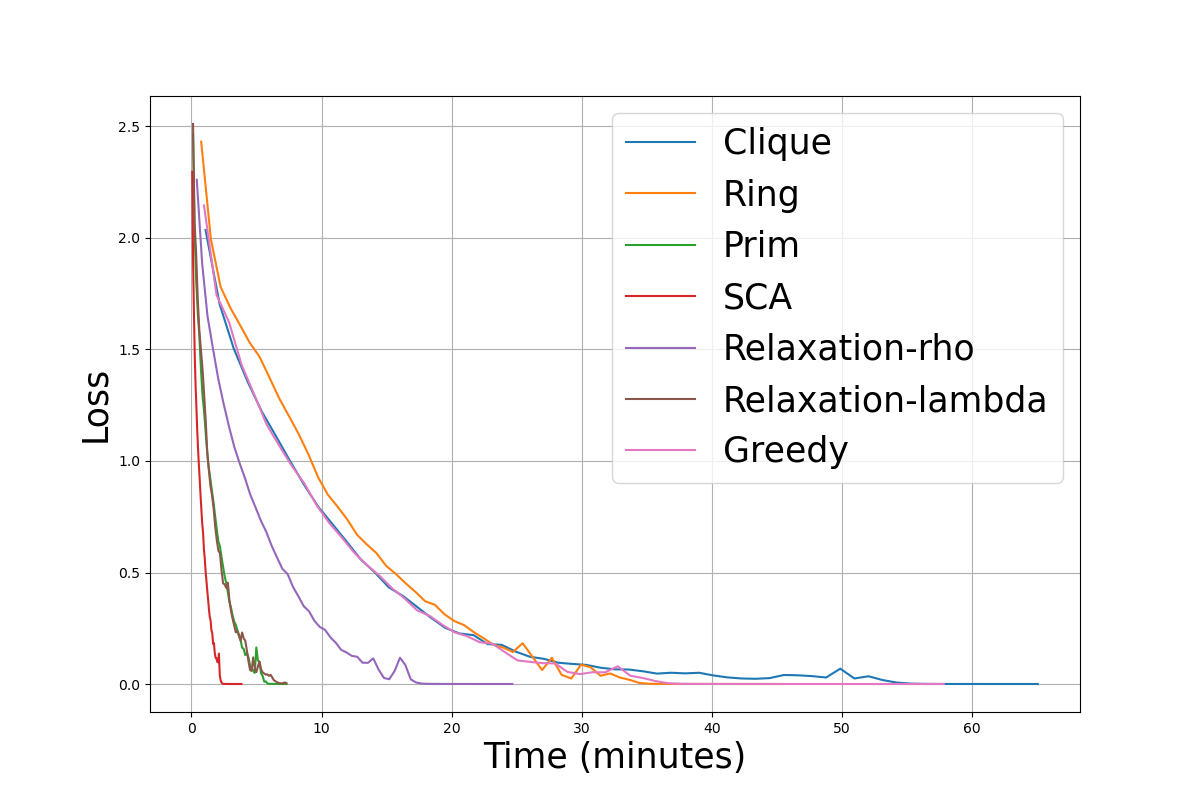 2.5
2.0
1.5
1.0
0.5
0.0
Loss
0 10 20 30 40 50 60
Time (minutes)
Clique
Ring
Prim
SCA
Relaxation-rho
Relaxation-lambda
Greedy